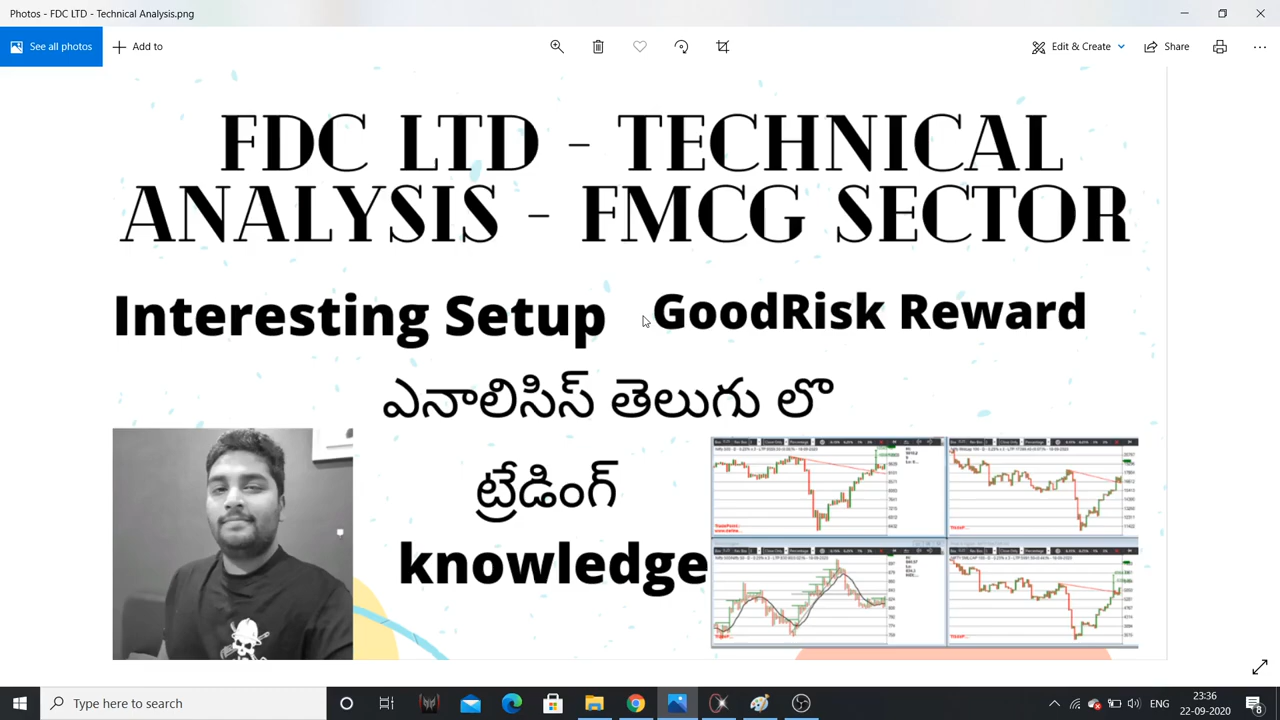 Photos - FDC LTD - Technical Analysis.png
See all photos
Add to
Edit & Create
Share
FDC LTD - TECHNICAL
ANALYSIS - FMCG SECTOR
Interesting Setup
GoodRisk Reward
ఎనాలిసిస్ తెలుగు లొ
ట్రేడింగ్
knowledge
Type here to search
ENG
23:36
22-09-2020
8